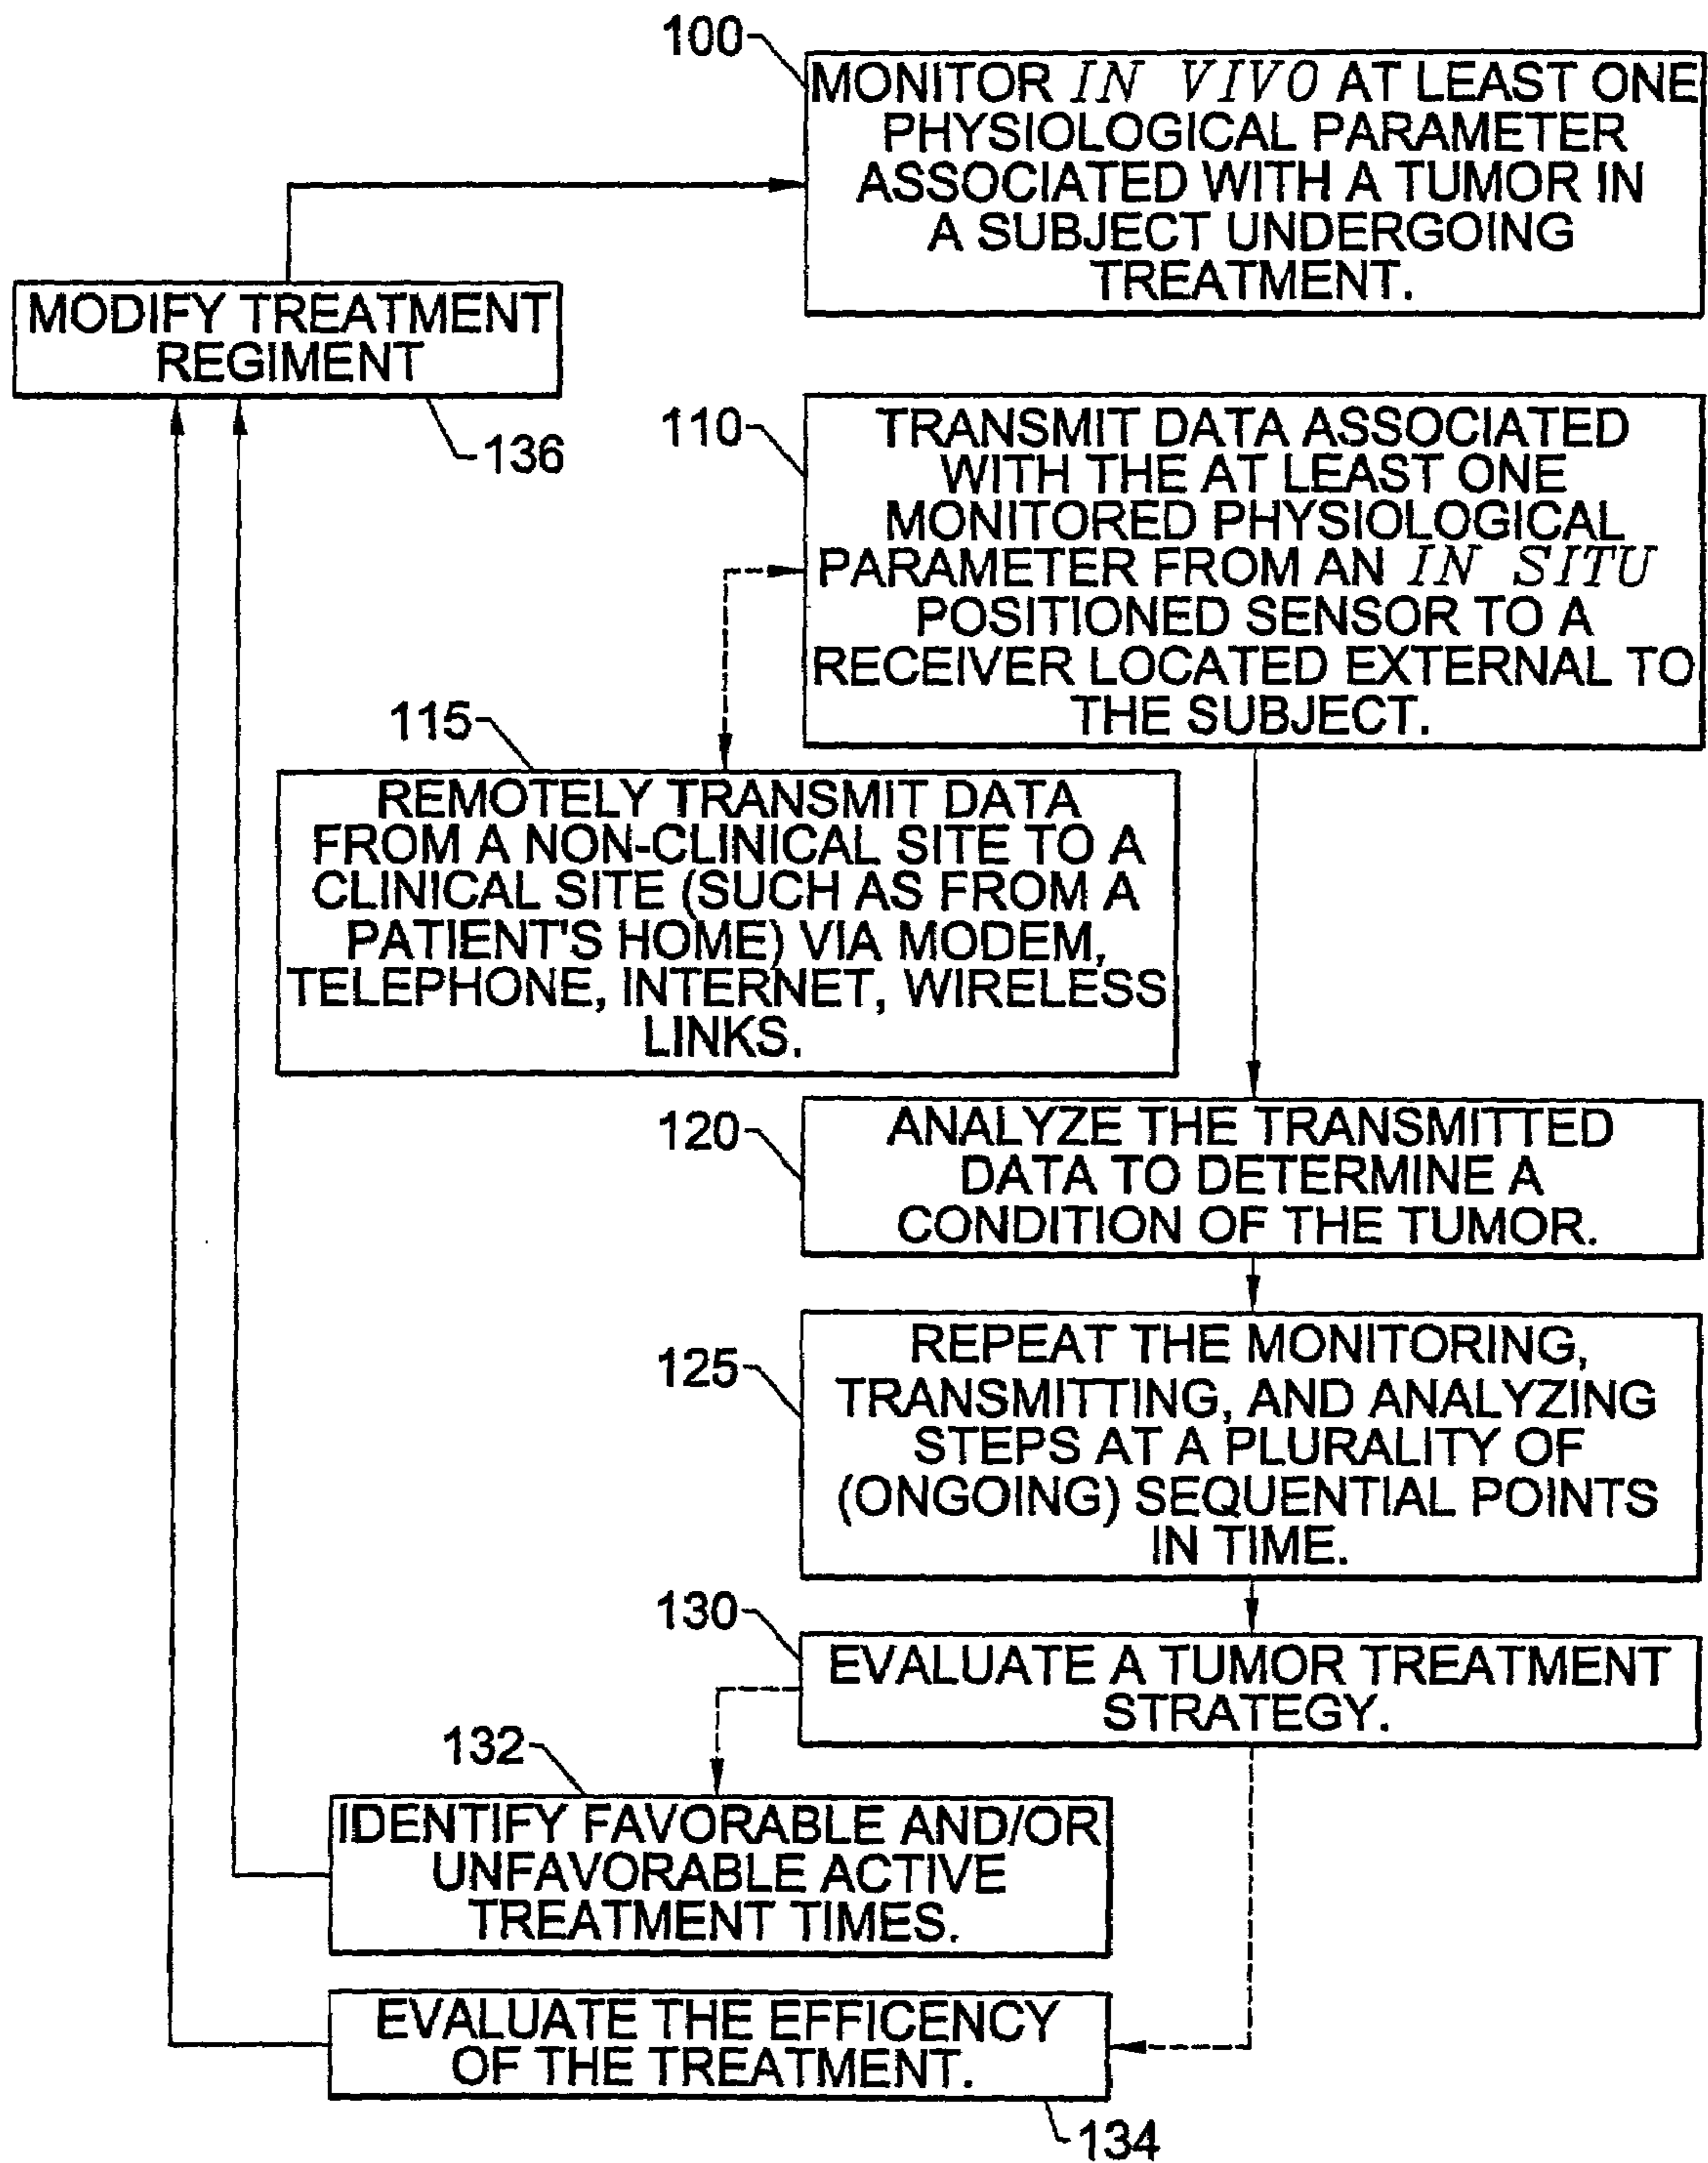 100
MONITOR IN VIVO AT LEAST ONE
PHYSIOLOGICAL PARAMETER
ASSOCIATED WITH A TUMOR IN
A SUBJECT UNDERGOING
TREATMENT.
MODIFY TREATMENT
REGIMENT
136
110
TRANSMIT DATA ASSOCIATED
WITH THE AT LEAST ONE
MONITORED PHYSIOLOGICAL
PARAMETER FROM AN IN SITU
POSITIONED SENSOR TO A
RECEIVER LOCATED EXTERNAL TO
THE SUBJECT.
115
REMOTELY TRANSMIT DATA
FROM A NON-CLINICAL SITE TO A
CLINICAL SITE (SUCH AS FROM A
PATIENT'S HOME) VIA MODEM,
TELEPHONE, INTERNET, WIRELESS
LINKS.
120
ANALYZE THE TRANSMITTED
DATA TO DETERMINE A
CONDITION OF THE TUMOR.
125
REPEAT THE MONITORING,
TRANSMITTING, AND ANALYZING
STEPS AT A PLURALITY OF
(ONGOING) SEQUENTIAL POINTS
IN TIME.
130
EVALUATE A TUMOR TREATMENT
STRATEGY.
132
IDENTIFY FAVORABLE AND/OR
UNFAVORABLE ACTIVE
TREATMENT TIMES.
EVALUATE THE EFFICENCY
OF THE TREATMENT.
134